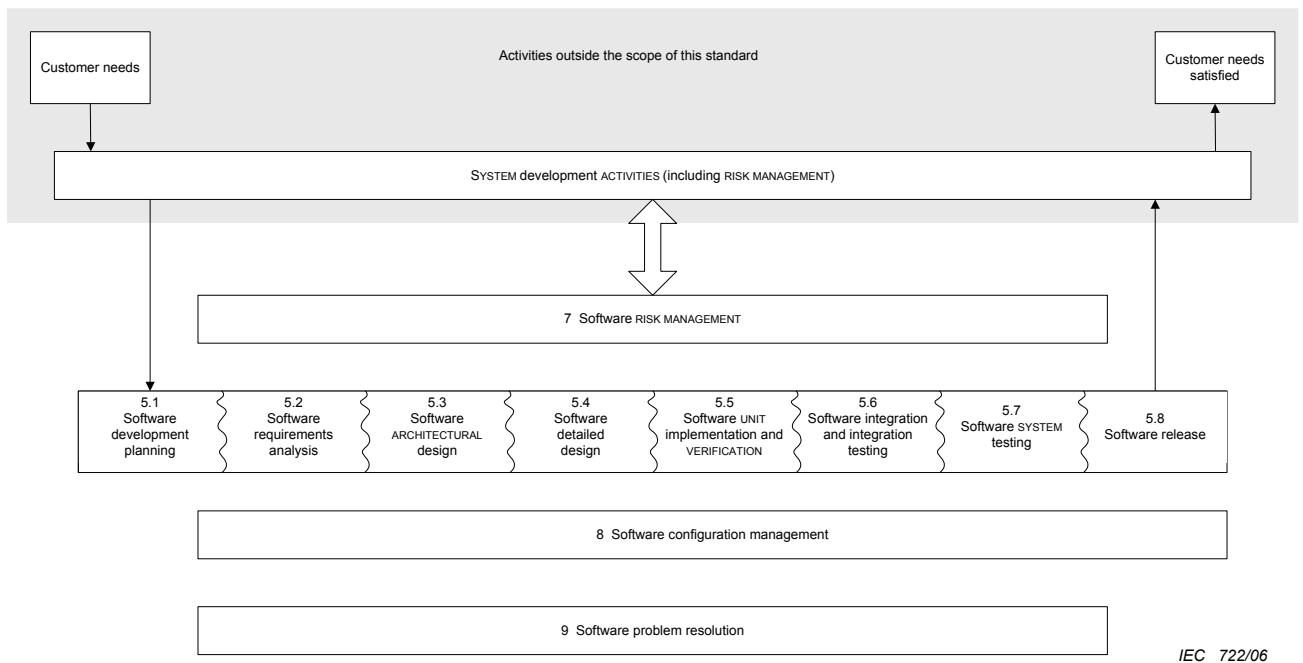 Activities outside the scope of this standard
Customer needs
Customer needs
satisfied
SYSTEM development ACTIVITIES (including RISK MANAGEMENT)
7 Software RISK MANAGEMENT
5.1
Software
development
planning
5.2
Software
requirements
analysis
5.3
Software
ARCHITECTURAL
design
5.4
Software
detailed
design
5.5
Software UNIT
implementation and
VERIFICATION
5.6
Software integration
and integration
testing
5.7
Software SYSTEM
testing
5.8
Software release
8 Software configuration management
9 Software problem resolution
IEC 722/06